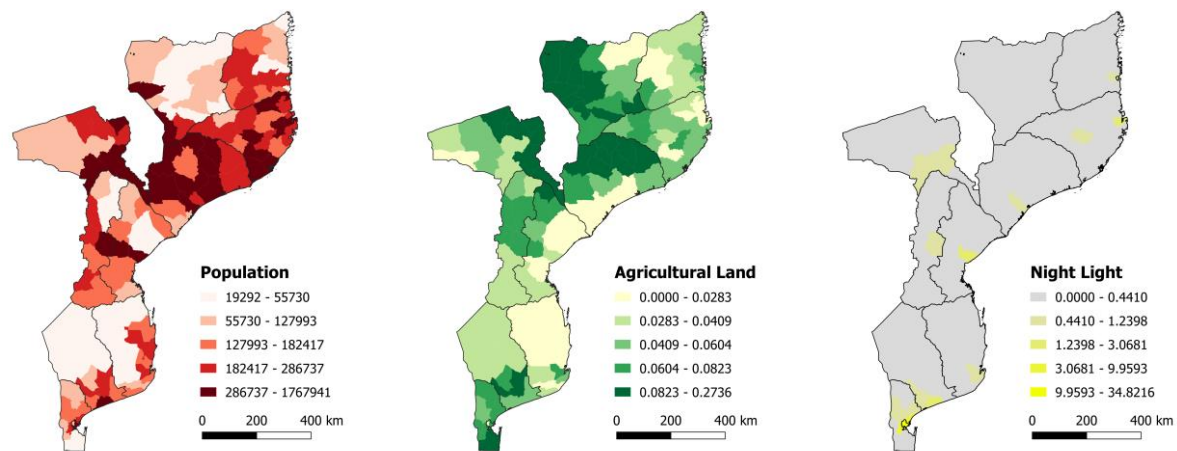 Population
19292 - 55730
55730 - 127993
127993 - 182417
182417 - 286737
286737 - 1767941
0 200 400 km
Agricultural Land
0.0000 - 0.0283
0.0283 - 0.0409
0.0409 - 0.0604
0.0604 - 0.0823
0.0823 - 0.2736
0 200 400 km
Night Light
0.0000 - 0.4410
0.4410 - 1.2398
1.2398 - 3.0681
3.0681 - 9.9593
9.9593 - 34.8216
0 200 400 km